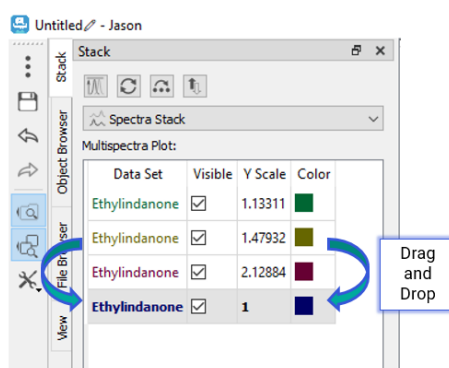 Untitled - Jason
Stack
Stack
Object Browser
File Browser
View
Spectra Stack
Multispectra Plot:
Data Set Visible Y Scale Color
Ethylindanone 1.13311
Ethylindanone 1.47932
Ethylindanone 2.12884
Ethylindanone 1
Drag
and
Drop